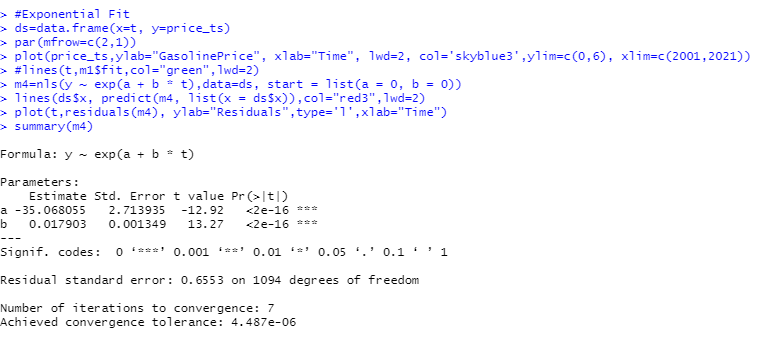 > #Exponential Fit
> ds=data.frame(x=t, y=price_ts)
> par(mfrow=c(2,1))
> plot(price_ts,ylab="GasolinePrice", xlab="Time", lwd=2, col='skyblue3',ylim=c(0,6), xlim=c(2001,2021))
> #lines(t,m1$fit,col="green",lwd=2)
> m4=nls(y ~ exp(a + b * t),data=ds, start = list(a = 0, b = 0))
> lines(ds$x, predict(m4, list(x = ds$x)),col="red3",lwd=2)
> plot(t,residuals(m4), ylab="Residuals",type='l',xlab="Time")
> summary(m4)
Formula: y ~ exp(a + b * t)
Parameters:
Estimate Std. Error t value Pr(>|t|)
a -35.068055 2.713935 -12.92 <2e-16 ***
b 0.017903 0.001349 13.27 <2e-16 ***
---
Signif. codes: 0 ‘***’ 0.001 ‘**’ 0.01 ‘*’ 0.05 ‘.’ 0.1 ‘ ’ 1
Residual standard error: 0.6553 on 1094 degrees of freedom
Number of iterations to convergence: 7
Achieved convergence tolerance: 4.487e-06